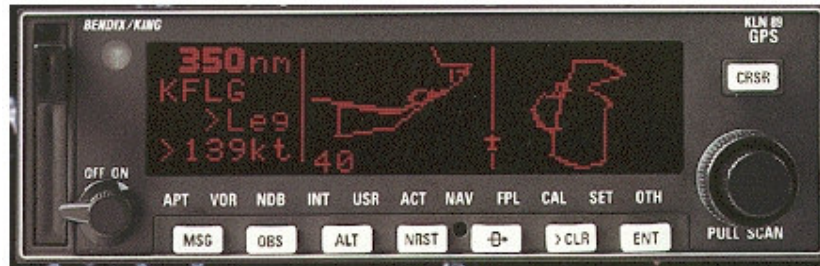 BENDIX/KING
KLN 89
GPS
350nm
KFLG
>Leg
>139kt
40
CRSR
OFF ON
APT VOR NDB INT USR ACT NAV FPL CAL SET OTH
MSG OBS ALT NRST >CLR ENT
PULL SCAN